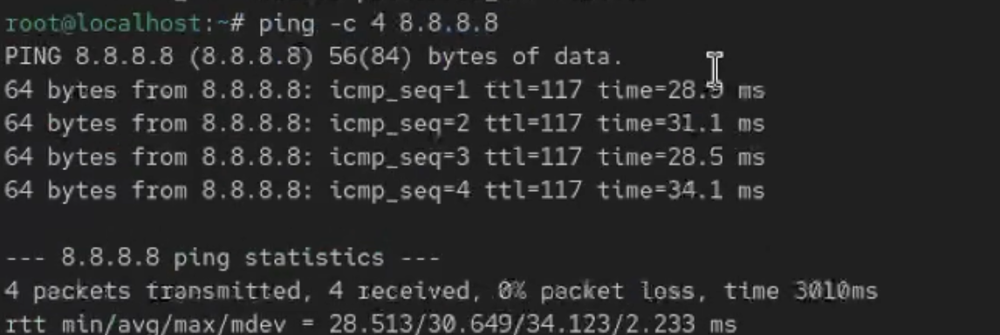 root@localhost:~# ping -c 4 8.8.8.8
PING 8.8.8.8 (8.8.8.8) 56(84) bytes of data.
64 bytes from 8.8.8.8: icmp_seq=1 ttl=117 time=28.9 ms
64 bytes from 8.8.8.8: icmp_seq=2 ttl=117 time=31.1 ms
64 bytes from 8.8.8.8: icmp_seq=3 ttl=117 time=28.5 ms
64 bytes from 8.8.8.8: icmp_seq=4 ttl=117 time=34.1 ms
--- 8.8.8.8 ping statistics ---
4 packets transmitted, 4 received, 0% packet loss, time 3010ms
rtt min/avg/max/mdev = 28.513/30.649/34.123/2.233 ms